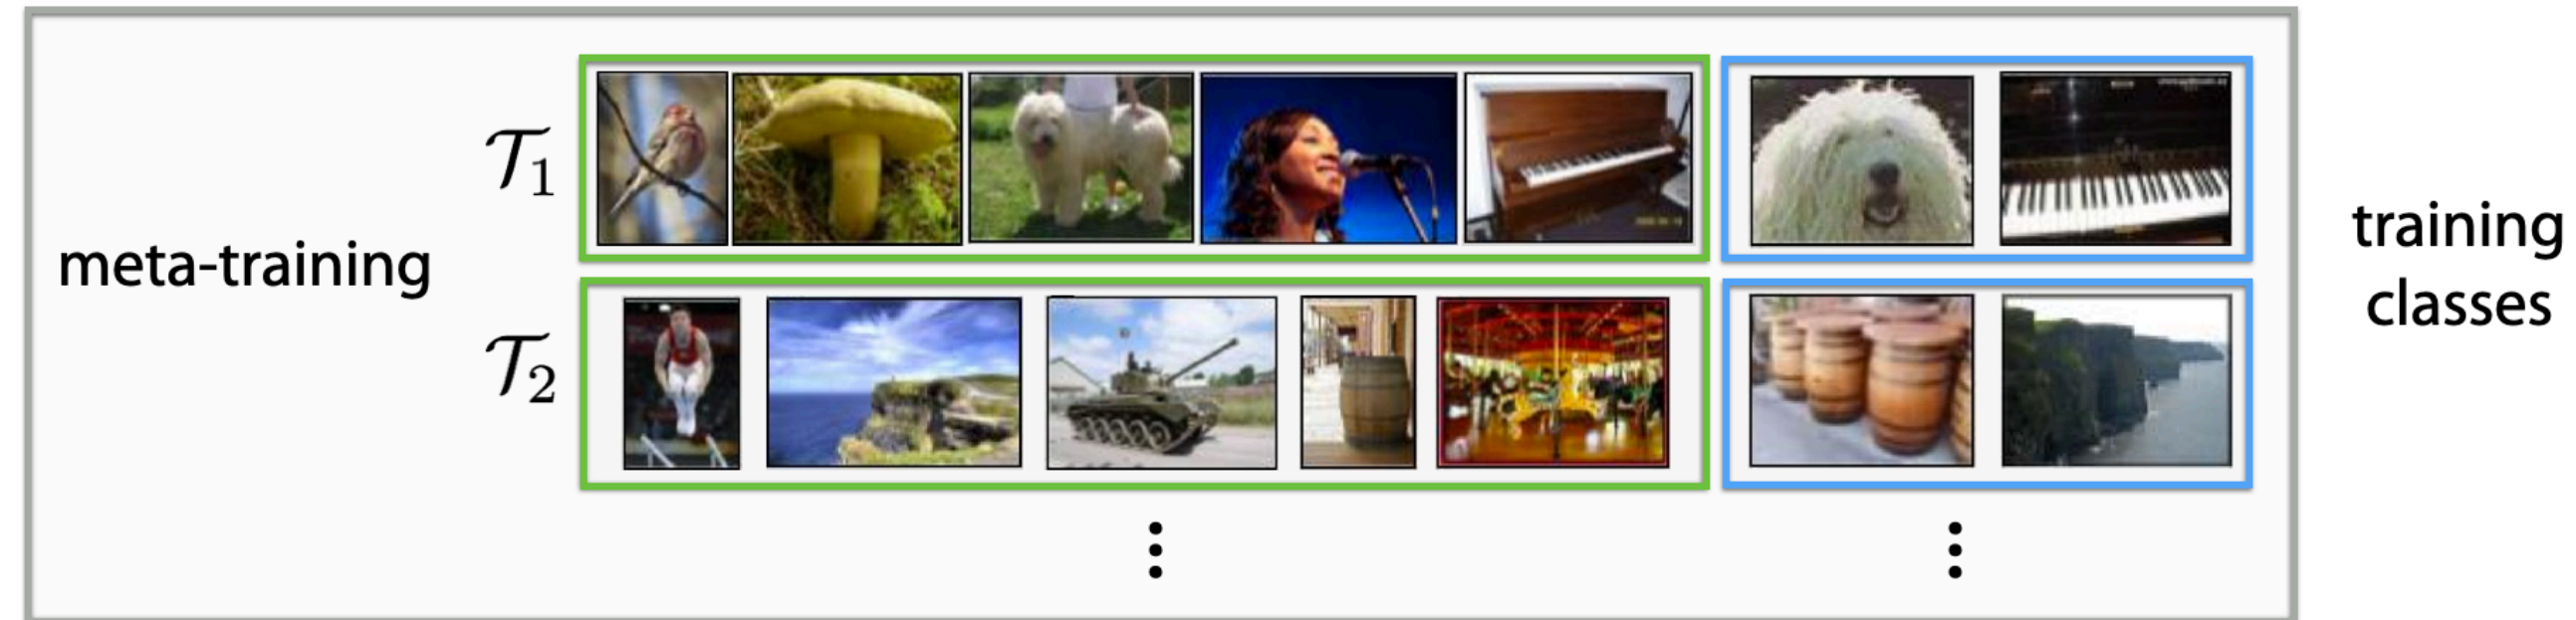 meta-training
𝒯₁
𝒯₂
training
classes